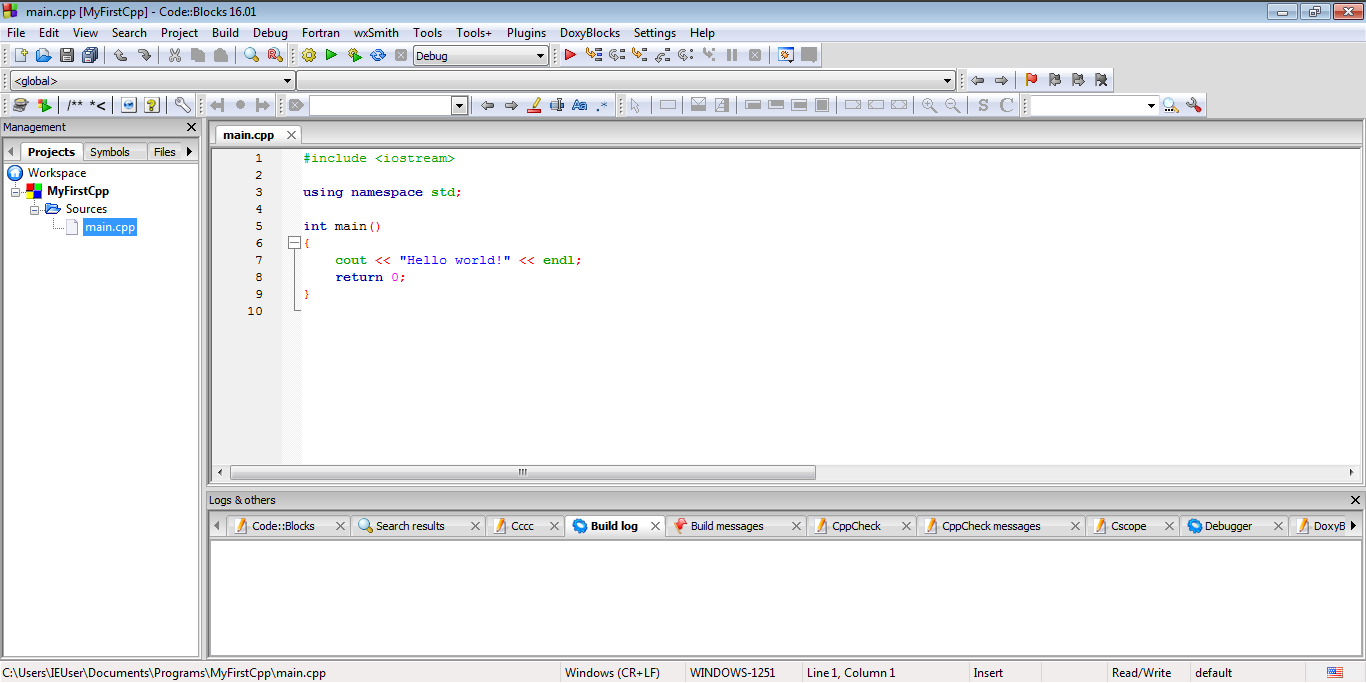 main.cpp [MyFirstCpp] - Code::Blocks 16.01
File Edit View Search Project Build Debug Fortran wxSmith Tools Tools+ Plugins DoxyBlocks Settings Help
Debug
<global>
/** *<
Aa .*
S C
Management
Projects Symbols Files
Workspace
MyFirstCpp
Sources
main.cpp
main.cpp
1 #include <iostream>
2
3 using namespace std;
4
5 int main()
6 {
7 cout << "Hello world!" << endl;
8 return 0;
9 }
10
Logs & others
Code::Blocks Search results Cccc Build log Build messages CppCheck CppCheck messages Cscope Debugger DoxyB
C:\Users\IEUser\Documents\Programs\MyFirstCpp\main.cpp Windows (CR+LF) WINDOWS-1251 Line 1, Column 1 Insert Read/Write default